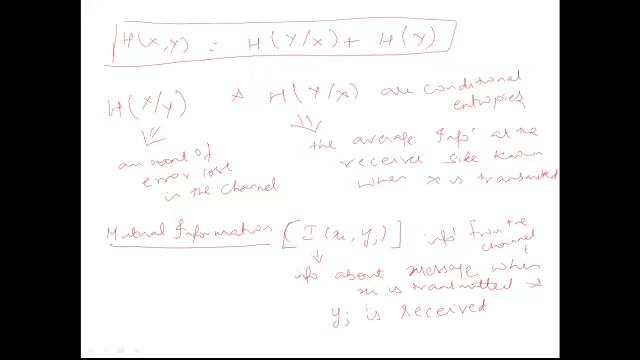 H(X,Y) = H(Y/X) + H(Y)
H(X/Y) & H(Y/X) are conditional entropies
amount of error lost in the channel
the average Info' at the receiver side known when X is transmitted
Mutual Information [I(xi, yj)] info' from the channel
info about message when xi is transmitted &
yj is received